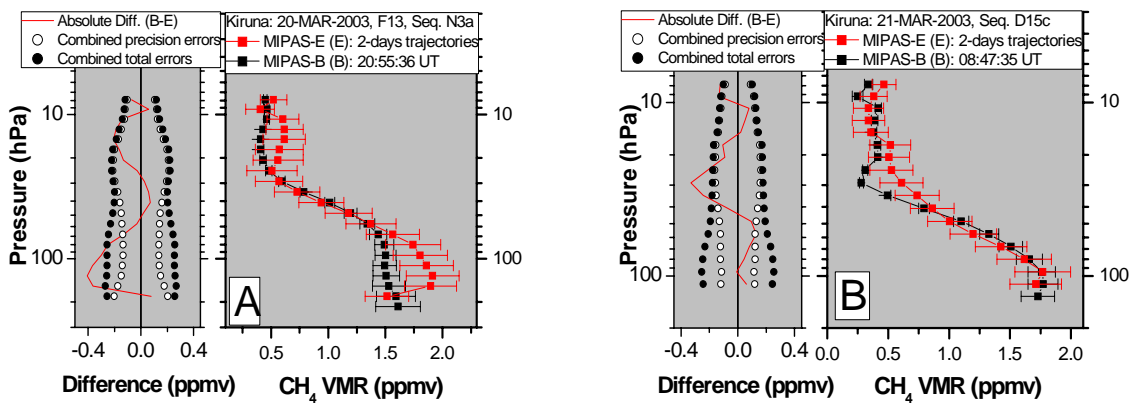 Absolute Diff. (B-E)
Combined precision errors
Combined total errors
Kiruna: 20-MAR-2003, F13, Seq. N3a
MIPAS-E (E): 2-days trajectories
MIPAS-B (B): 20:55:36 UT
Pressure (hPa)
10
100
10
100
A
-0.4 0.0 0.4
0.5 1.0 1.5 2.0
Difference (ppmv)
CH4 VMR (ppmv)
Absolute Diff. (B-E)
Combined precision errors
Combined total errors
Kiruna: 21-MAR-2003, Seq. D15c
MIPAS-E (E): 2-days trajectories
MIPAS-B (B): 08:47:35 UT
Pressure (hPa)
10
100
10
100
B
-0.4 0.0 0.4
0.0 0.5 1.0 1.5 2.0
Difference (ppmv)
CH4 VMR (ppmv)